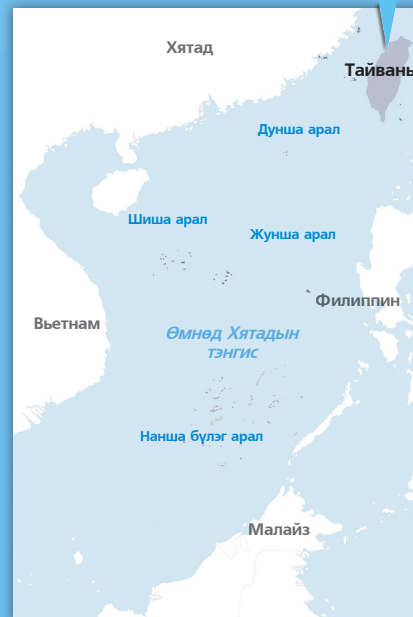 Хятад
Тайвань
Дунша арал
Шиша арал
Жунша арал
Филиппин
Вьетнам
Өмнөд Хятадын
тэнгис
Нанша бүлэг арал
Малайз